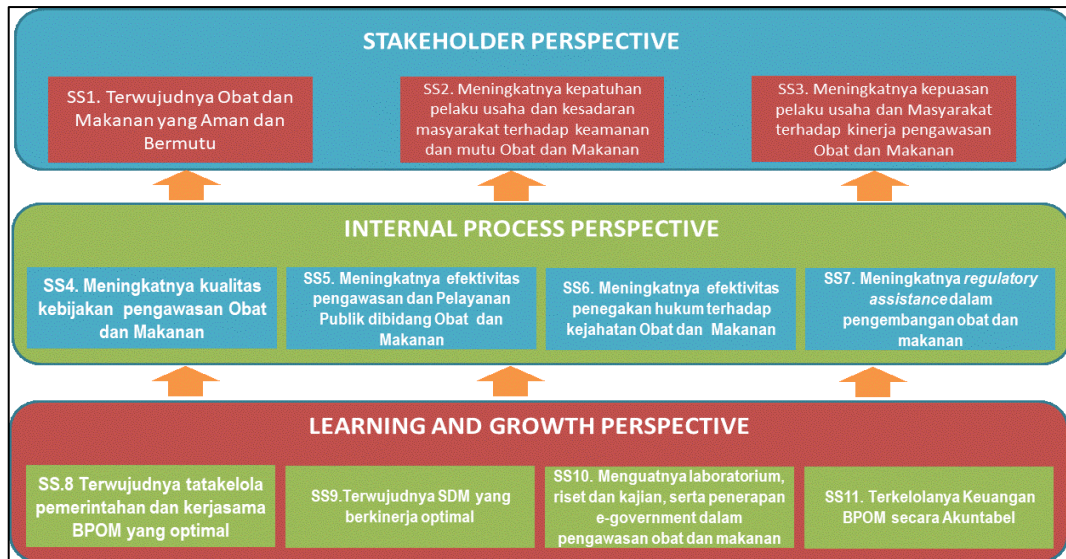 STAKEHOLDER PERSPECTIVE
SS1. Terwujudnya Obat dan
Makanan yang Aman dan
Bermutu
SS2. Meningkatnya kepatuhan
pelaku usaha dan kesadaran
masyarakat terhadap keamanan
dan mutu Obat dan Makanan
SS3. Meningkatnya kepuasan
pelaku usaha dan Masyarakat
terhadap kinerja pengawasan
Obat dan Makanan
INTERNAL PROCESS PERSPECTIVE
SS4. Meningkatnya kualitas
kebijakan pengawasan Obat
dan Makanan
SS5. Meningkatnya efektivitas
pengawasan dan Pelayanan
Publik dibidang Obat dan
Makanan
SS6. Meningkatnya efektivitas
penegakan hukum terhadap
kejahatan Obat dan Makanan
SS7. Meningkatnya regulatory
assistance dalam
pengembangan obat dan
makanan
LEARNING AND GROWTH PERSPECTIVE
SS.8 Terwujudnya tatakelola
pemerintahan dan kerjasama
BPOM yang optimal
SS9.Terwujudnya SDM yang
berkinerja optimal
SS10. Menguatnya laboratorium,
riset dan kajian, serta penerapan
e-government dalam
pengawasan obat dan makanan
SS11. Terkelolanya Keuangan
BPOM secara Akuntabel